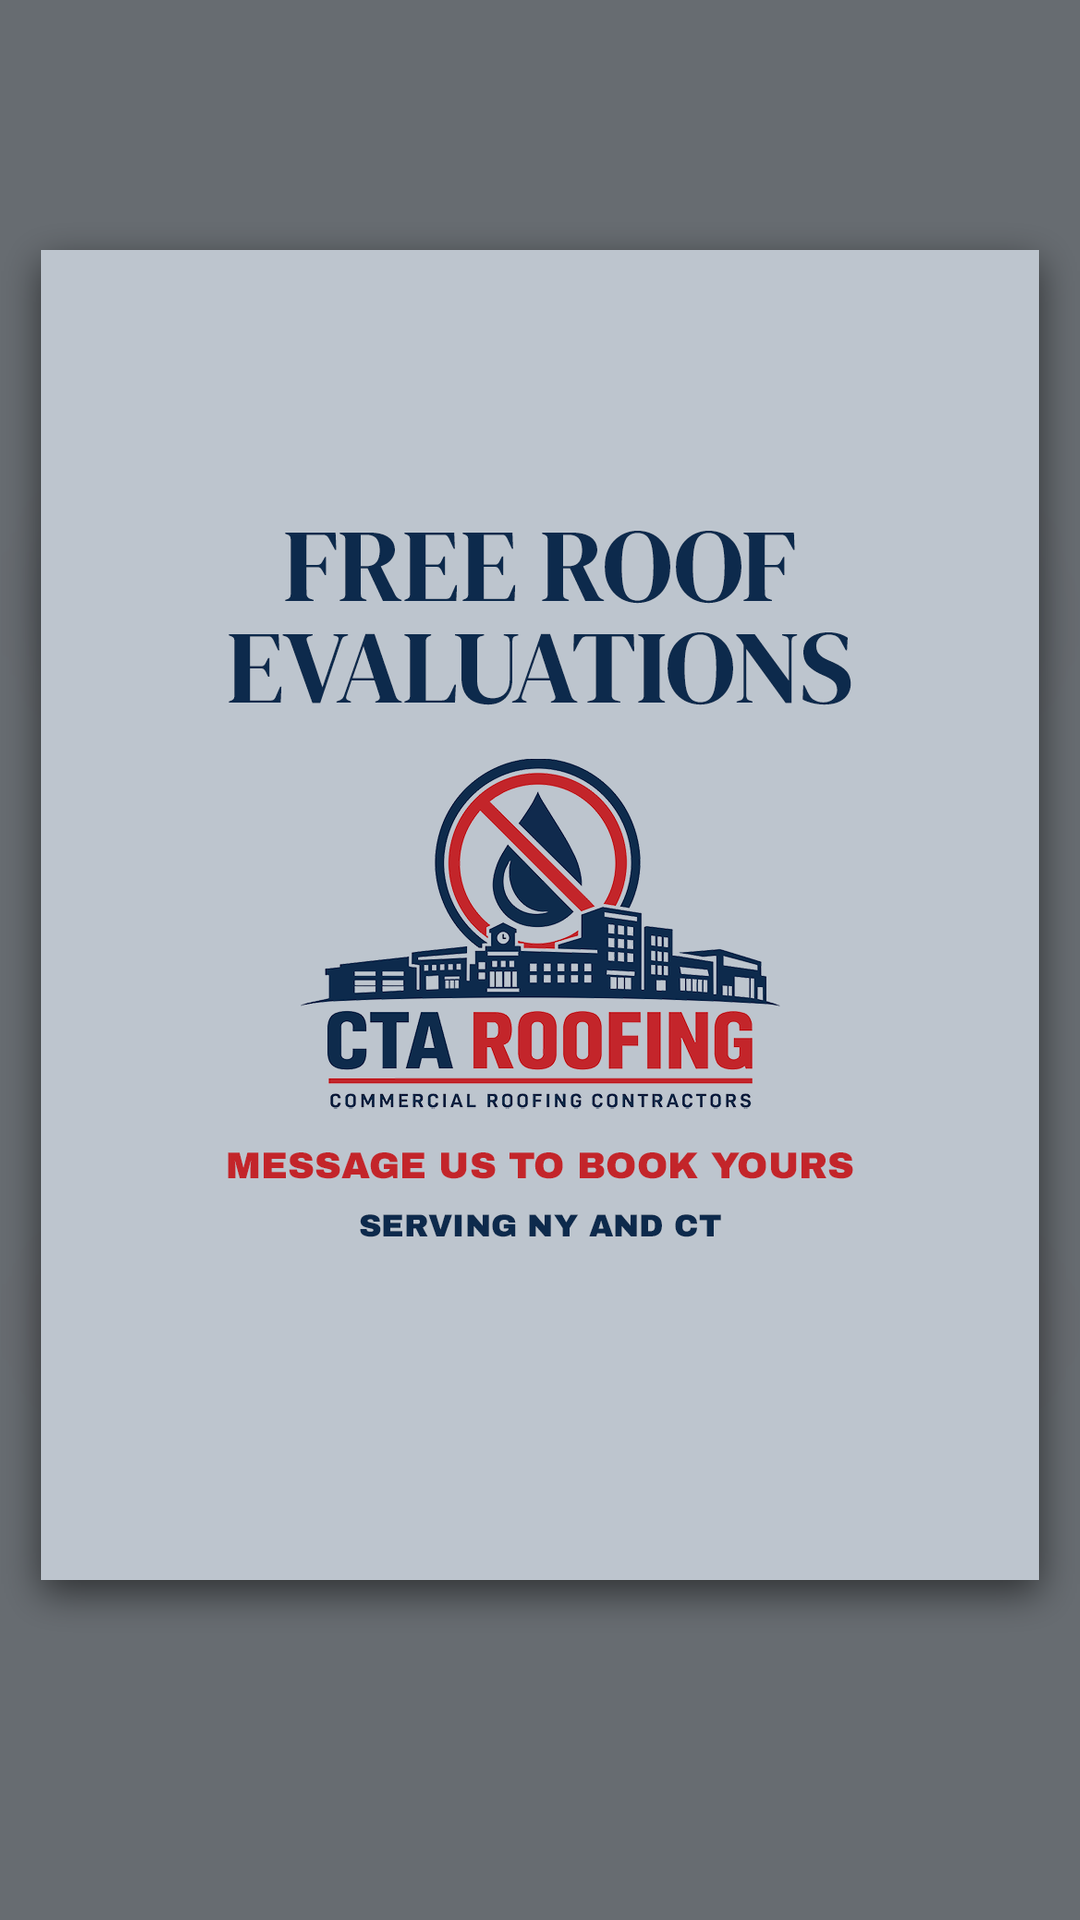 FREE ROOF
EVALUATIONS
CTA ROOFING
COMMERCIAL ROOFING CONTRACTORS
MESSAGE US TO BOOK YOURS
SERVING NY AND CT